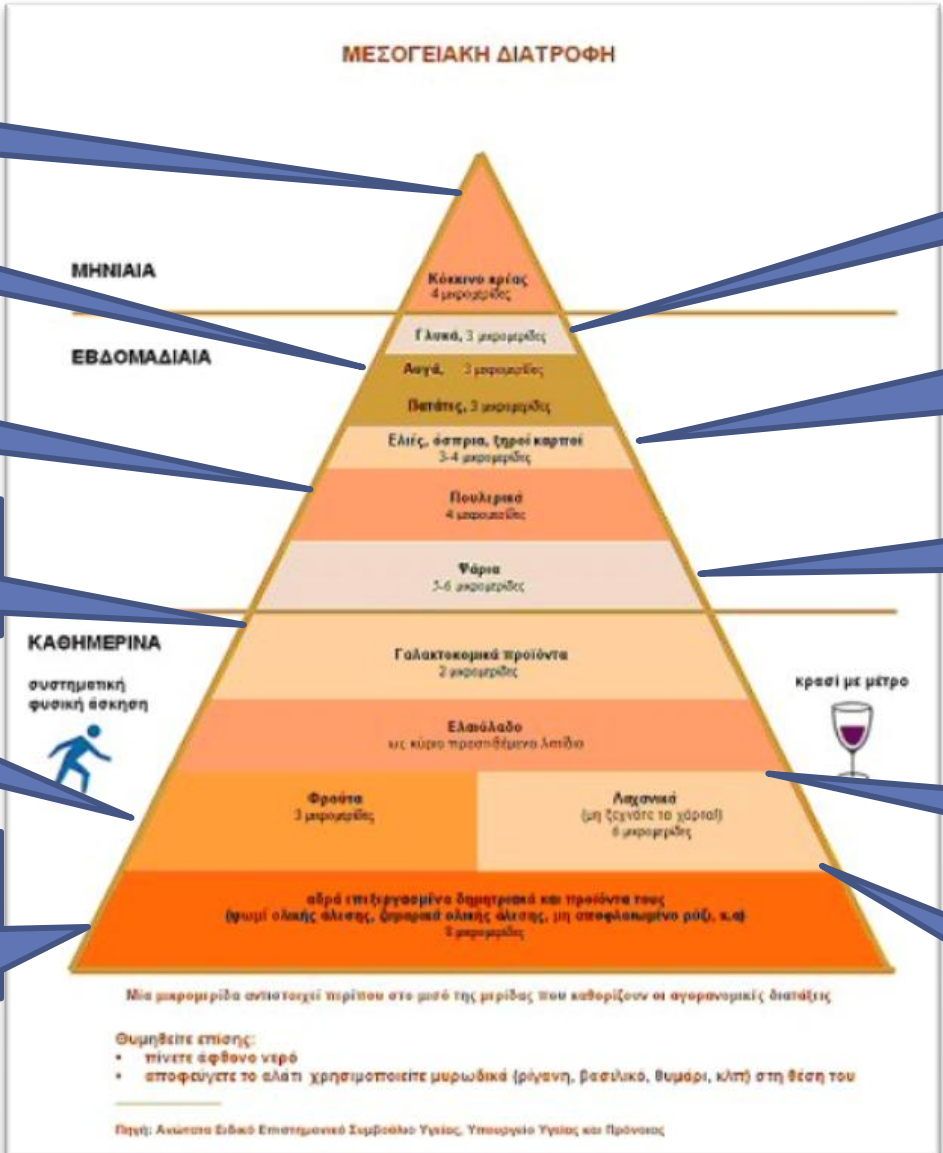 ΜΕΣΟΓΕΙΑΚΗ ΔΙΑΤΡΟΦΗ
ΜΗΝΙΑΙΑ
Κόκκινο κρέας
4 μικρομερίδες
Γλυκά, 3 μικρομερίδες
ΕΒΔΟΜΑΔΙΑΙΑ
Αυγά, 3 μικρομερίδες
Πατάτες, 3 μικρομερίδες
Ελιές, όσπρια, ξηροί καρποί
3-4 μικρομερίδες
Πουλερικά
4 μικρομερίδες
Ψάρια
5-6 μικρομερίδες
ΚΑΘΗΜΕΡΙΝΑ
συστηματική
φυσική άσκηση
Γαλακτοκομικά προϊόντα
2 μικρομερίδες
κρασί με μέτρο
Ελαιόλαδο
ως κύριο προστιθέμενο λιπίδιο
Φρούτα
3 μικρομερίδες
Λαχανικά
(μη ξεχνάτε τα χόρτα!)
6 μικρομερίδες
αδρά επεξεργασμένα δημητριακά και προϊόντα τους
(ψωμί ολικής άλεσης, ζυμαρικά ολικής άλεσης, μη αποφλοιωμένο ρύζι, κ.α)
8 μικρομερίδες
Μία μικρομερίδα αντιστοιχεί περίπου στο μισό της μερίδας που καθορίζουν οι αγορανομικές διατάξεις
Θυμηθείτε επίσης:
• πίνετε άφθονο νερό
• αποφεύγετε το αλάτι χρησιμοποιείτε μυρωδικά (ρίγανη, βασιλικό, θυμάρι, κλπ) στη θέση του
Πηγή: Ανώτατο Ειδικό Επιστημονικό Συμβούλιο Υγείας, Υπουργείο Υγείας και Πρόνοιας